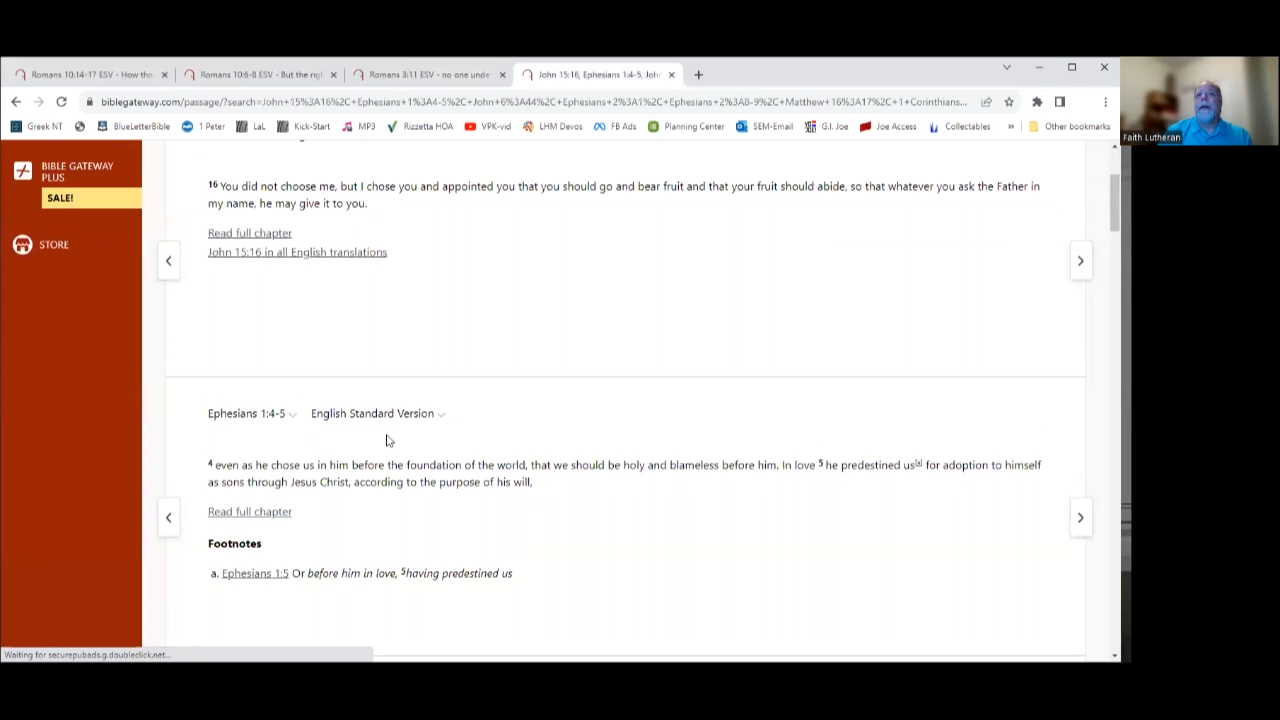 Romans 10:14-17 ESV - How the
Romans 10:6-8 ESV - But the rig
Romans 3:11 ESV - no one unde
John 15:16, Ephesians 1:4-5, Joh
biblegateway.com/passage/?search=John+15%3A16%2C+Ephesians+1%3A4-5%2C+John+6%3A44%2C+Ephesians+2%3A1%2C+Ephesians+2%3A8-9%2C+Matthew+16%3A17%2C+1+Corinthians...
Greek NT
BlueLetterBible
1 Peter
LaL
Kick-Start
MP3
Rizzetta HOA
VPK-vid
LHM Devos
FB Ads
Planning Center
SEM-Email
G.I. Joe
Joe Access
Collectables
»
Other bookmarks
Faith Lutheran
BIBLE GATEWAY
PLUS
SALE!
STORE
16 You did not choose me, but I chose you and appointed you that you should go and bear fruit and that your fruit should abide, so that whatever you ask the Father in
my name, he may give it to you.
Read full chapter
John 15:16 in all English translations
Ephesians 1:4-5
English Standard Version
4 even as he chose us in him before the foundation of the world, that we should be holy and blameless before him. In love 5 he predestined us[a] for adoption to himself
as sons through Jesus Christ, according to the purpose of his will,
Read full chapter
Footnotes
a. Ephesians 1:5 Or before him in love, 5having predestined us
Waiting for securepubads.g.doubleclick.net...